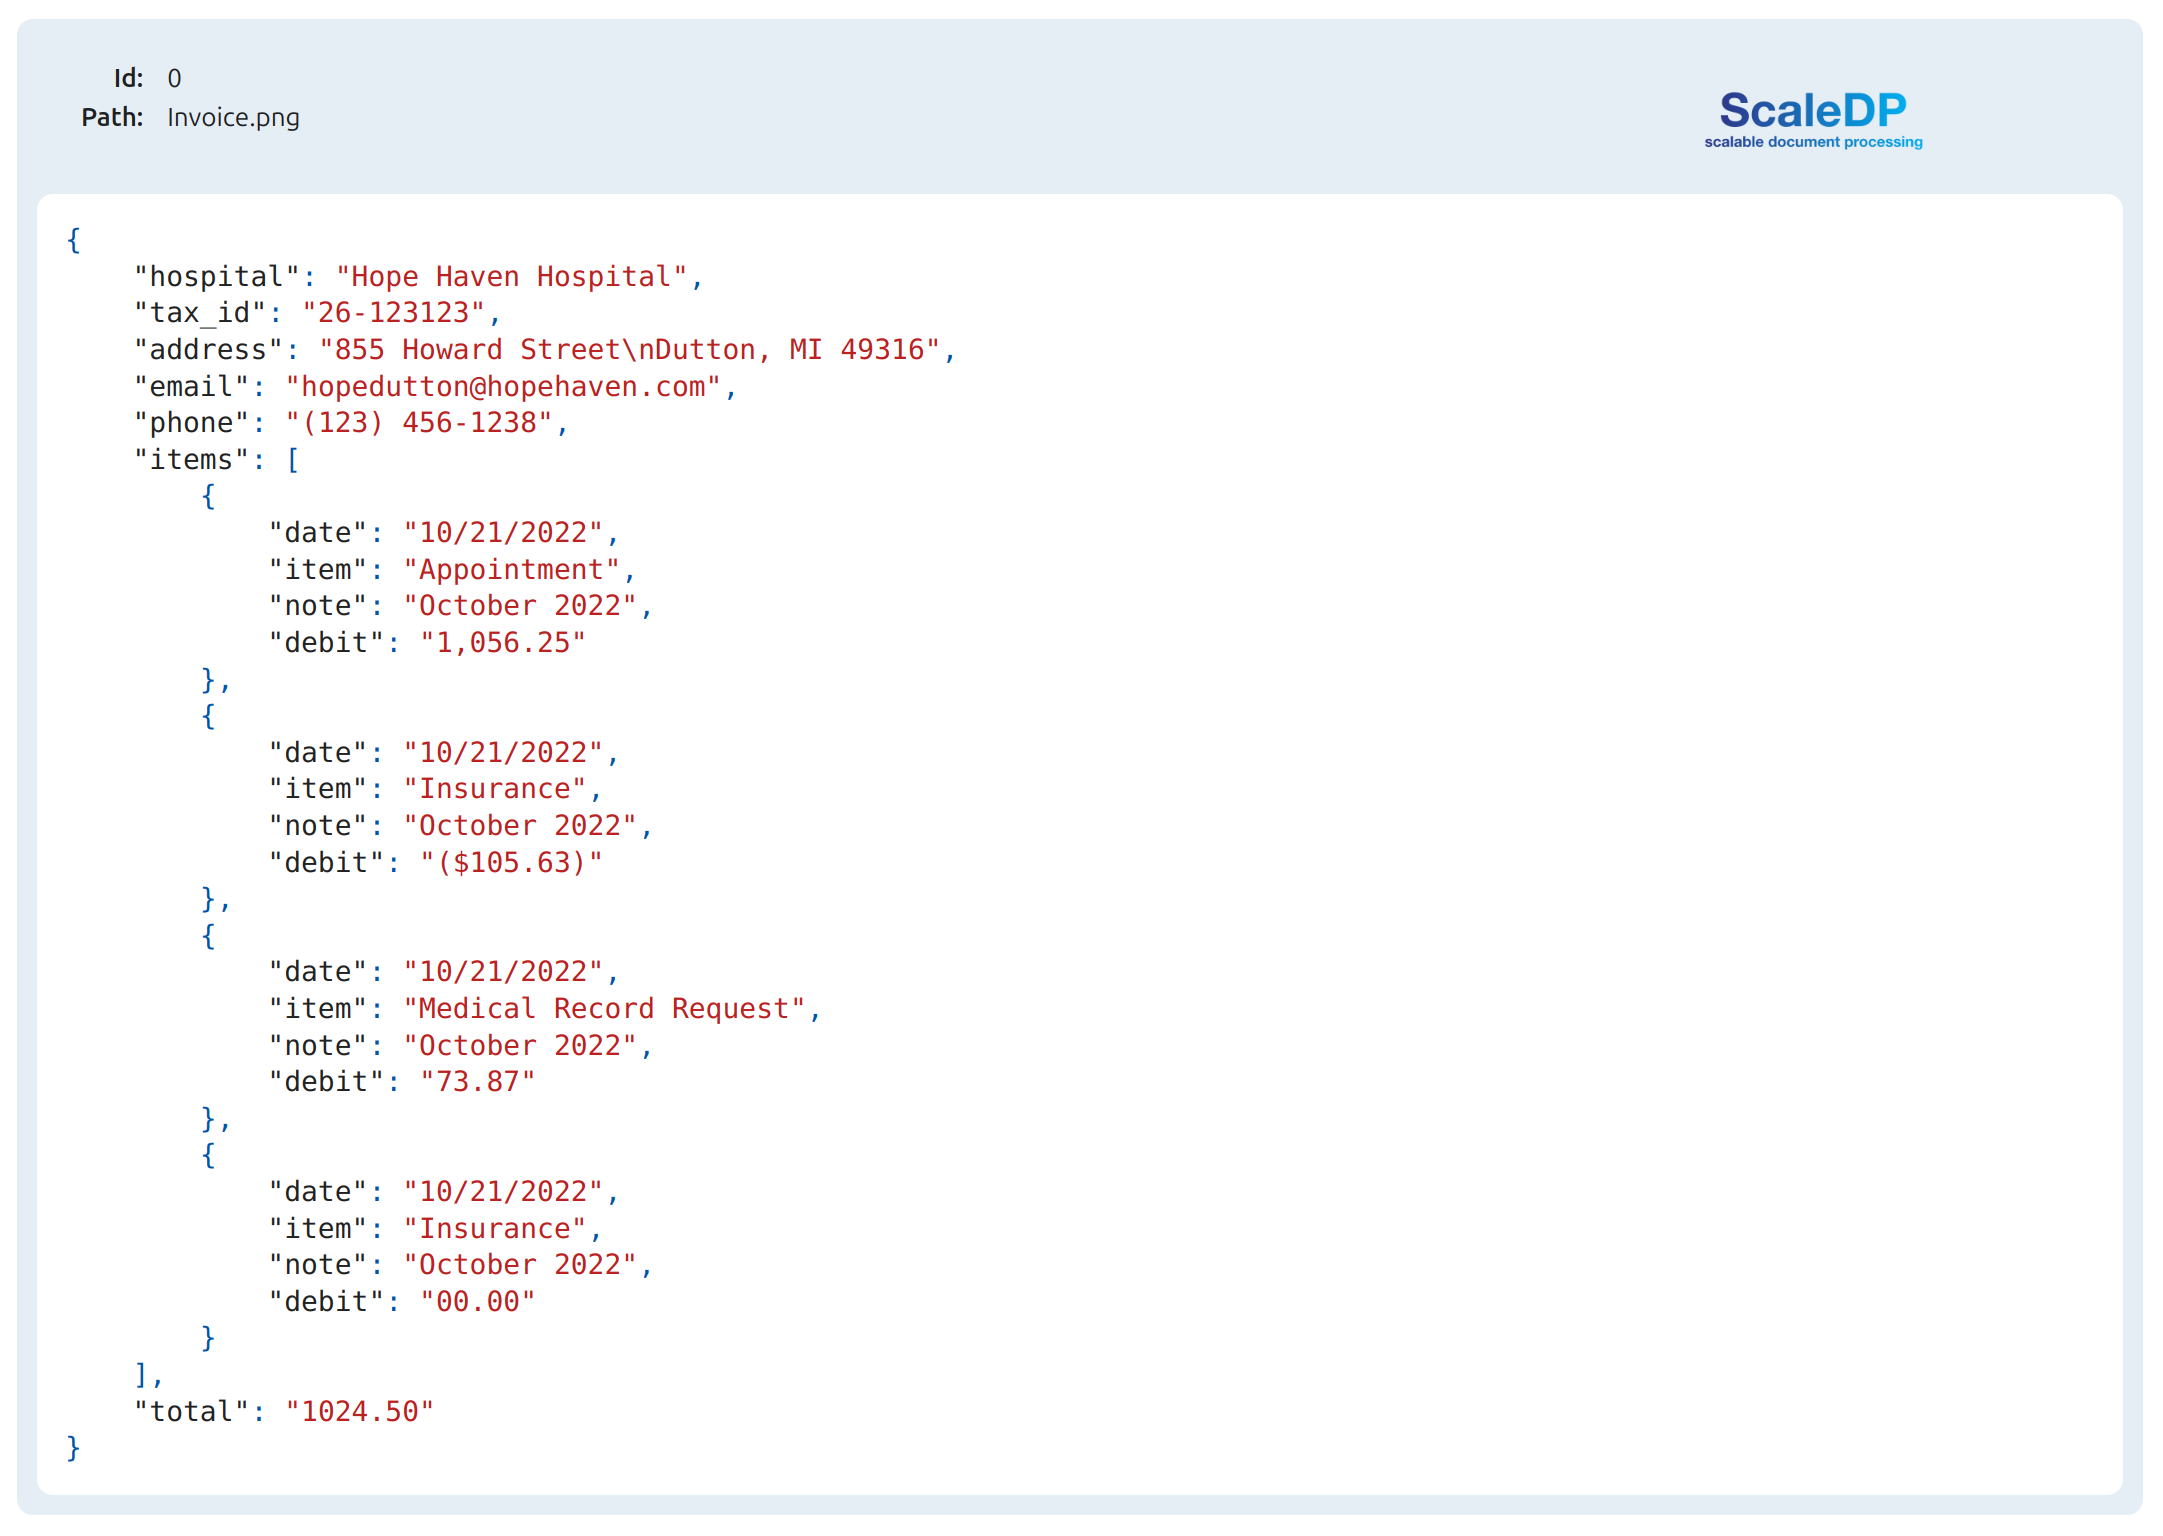 Id: 0
Path: Invoice.png
ScaleDP
scalable document processing
{
    "hospital": "Hope Haven Hospital",
    "tax_id": "26-123123",
    "address": "855 Howard Street\nDutton, MI 49316",
    "email": "hopedutton@hopehaven.com",
    "phone": "(123) 456-1238",
    "items": [
        {
            "date": "10/21/2022",
            "item": "Appointment",
            "note": "October 2022",
            "debit": "1,056.25"
        },
        {
            "date": "10/21/2022",
            "item": "Insurance",
            "note": "October 2022",
            "debit": "($105.63)"
        },
        {
            "date": "10/21/2022",
            "item": "Medical Record Request",
            "note": "October 2022",
            "debit": "73.87"
        },
        {
            "date": "10/21/2022",
            "item": "Insurance",
            "note": "October 2022",
            "debit": "00.00"
        }
    ],
    "total": "1024.50"
}